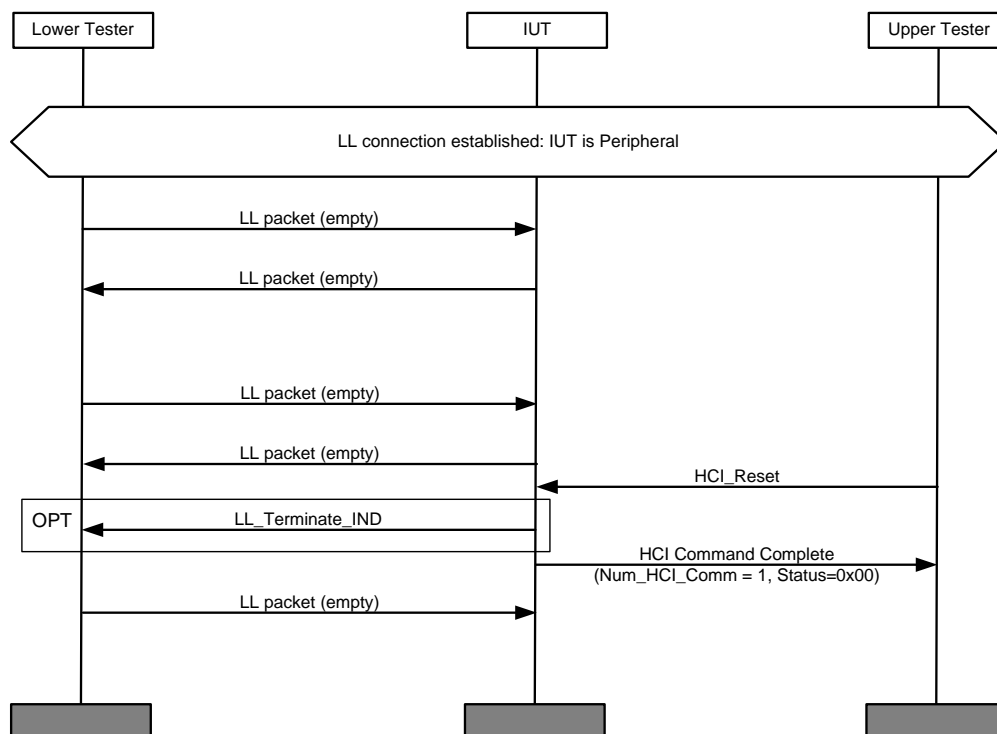 Lower Tester
IUT
Upper Tester
LL connection established: IUT is Peripheral
LL packet (empty)
LL packet (empty)
LL packet (empty)
LL packet (empty)
HCI_Reset
OPT
LL_Terminate_IND
HCI Command Complete
(Num_HCI_Comm = 1, Status=0x00)
LL packet (empty)